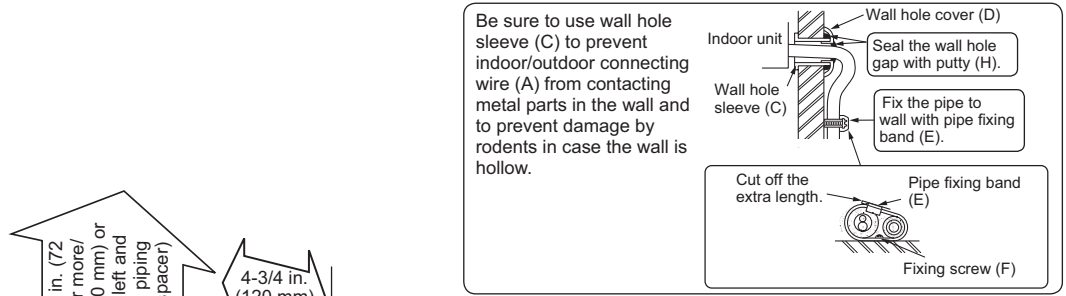 Be sure to use wall hole
sleeve (C) to prevent
indoor/outdoor connecting
wire (A) from contacting
metal parts in the wall and
to prevent damage by
rodents in case the wall is
hollow.
Indoor unit
Wall hole cover (D)
Seal the wall hole
gap with putty (H).
Wall hole
sleeve (C)
Fix the pipe to
wall with pipe fixing
band (E).
Cut off the
extra length.
Pipe fixing band
(E)
Fixing screw (F)
in. (72
more/
0 mm) or
left and
piping
4-3/4 in.
(120 mm)